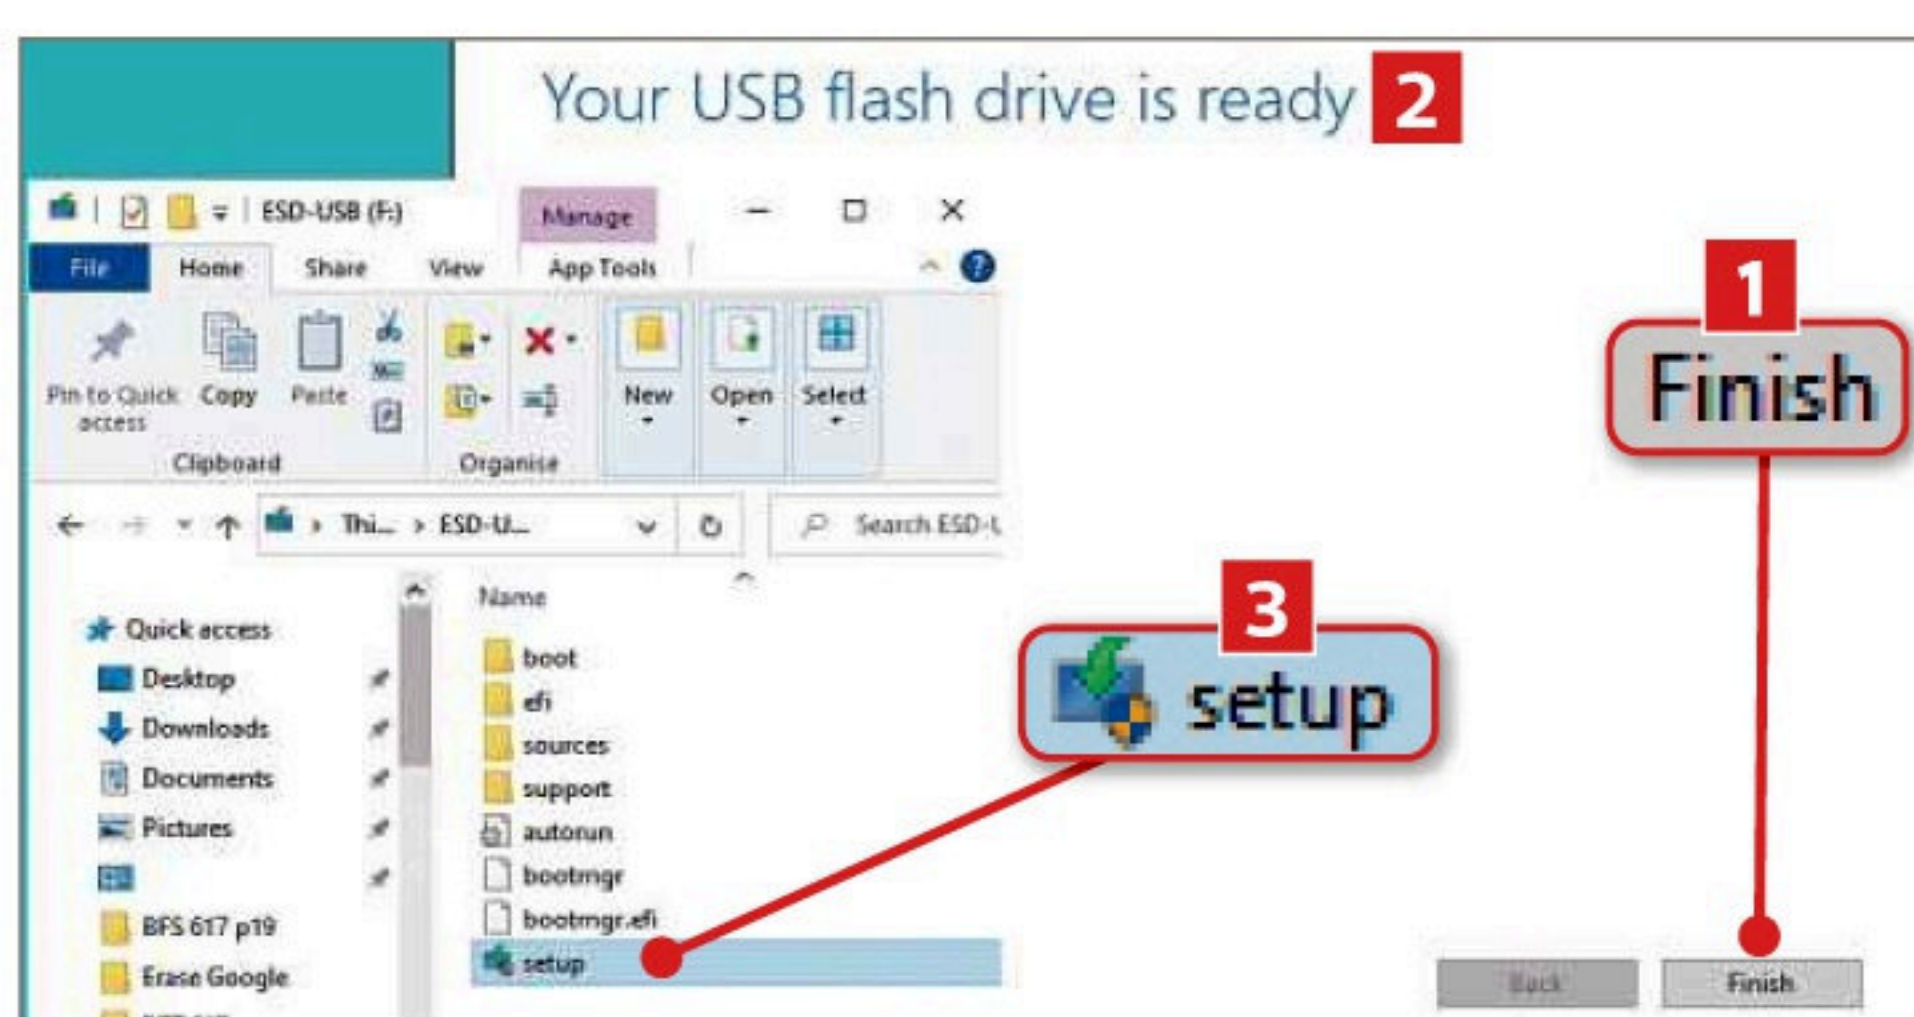 Your USB flash drive is ready 2
ESD-USB (F:)
Manage
File Home Share View App Tools
1
Finish
Pin to Quick access
Copy Paste
New Open Select
Clipboard Organise
Thi... ESD-U...
Search ESD-U
Name
3
setup
Quick access
Desktop
Downloads
Documents
Pictures
BFS 617 p19
Erase Google
boot
efi
sources
support
autorun
bootmgr
bootmgr.efi
setup
Back Finish